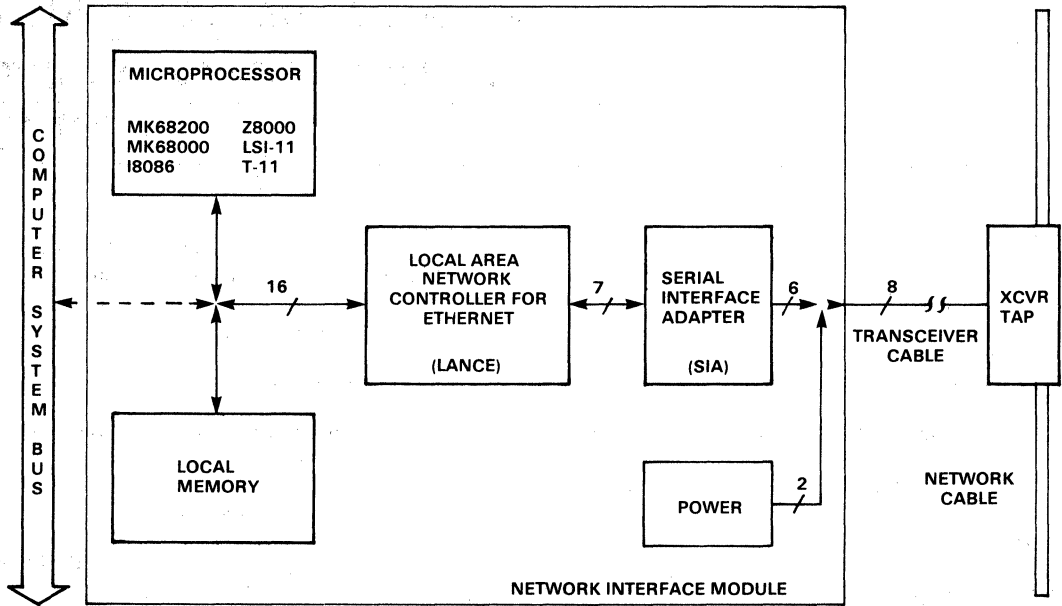 COMPUTER SYSTEM BUS
MICROPROCESSOR
MK68200 Z8000
MK68000 LSI-11
I8086 T-11
16
LOCAL AREA
NETWORK
CONTROLLER FOR
ETHERNET
(LANCE)
7
SERIAL
INTERFACE
ADAPTER
(SIA)
6
8
TRANSCEIVER
CABLE
XCVR
TAP
LOCAL
MEMORY
POWER
2
NETWORK
CABLE
NETWORK INTERFACE MODULE